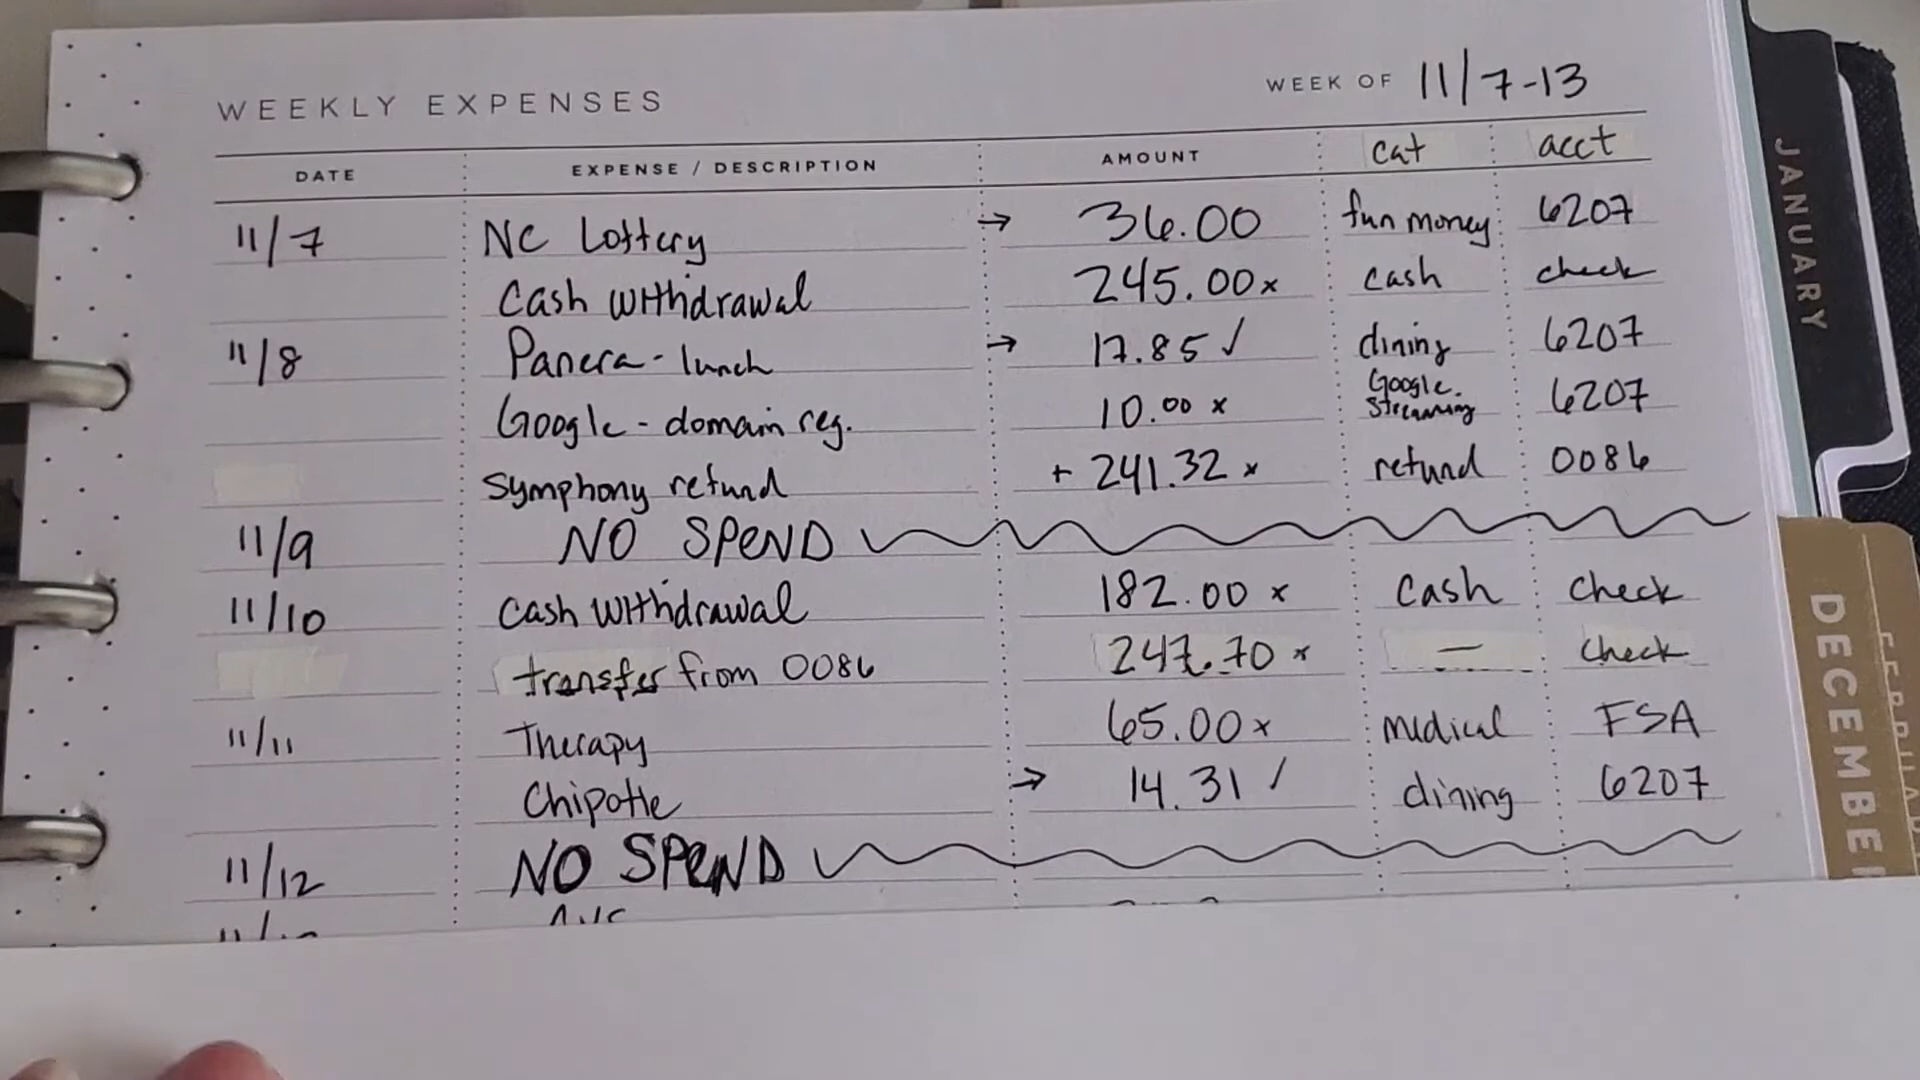 WEEKLY EXPENSES WEEK OF 11/7-13
DATE EXPENSE / DESCRIPTION AMOUNT cat acct
11/7 NC Lottery → 36.00 fun money 6207
Cash withdrawal 245.00 x cash check
11/8 Panera - lunch → 17.85 ✓ dining 6207
Google - domain reg. 10.00 x Google. Streaming 6207
Symphony refund + 241.32 x refund 0086
11/9 NO SPEND
11/10 Cash withdrawal 182.00 x Cash Check
transfer from 0086 247.70 x — check
11/11 Therapy 65.00 x medical FSA
Chipotle → 14.31 ✓ dining 6207
11/12 NO SPEND
JANUARY
DECEMBER